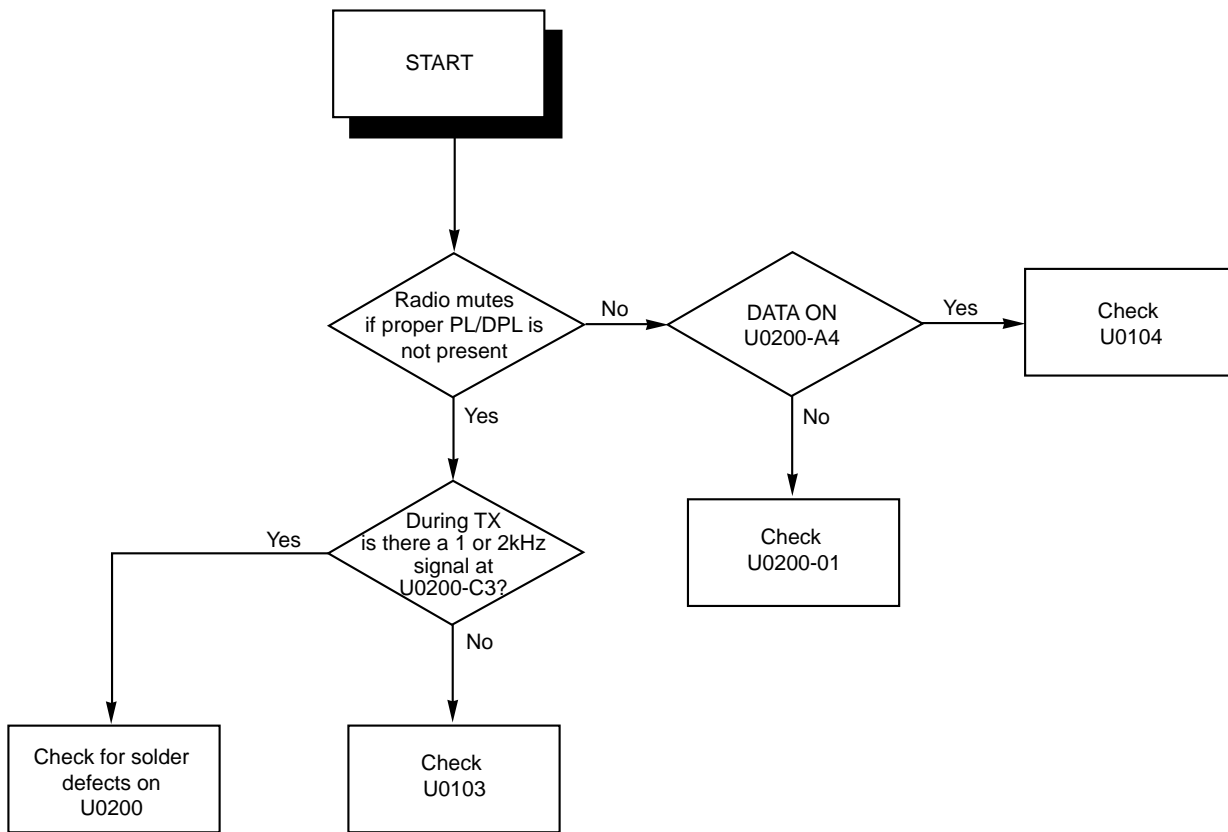 START
Radio mutes
if proper PL/DPL is
not present
No
DATA ON
U0200-A4
Yes
Check
U0104
Yes
No
During TX
is there a 1 or 2kHz
signal at
U0200-C3?
Yes
Check
U0200-01
No
Check for solder
defects on
U0200
Check
U0103